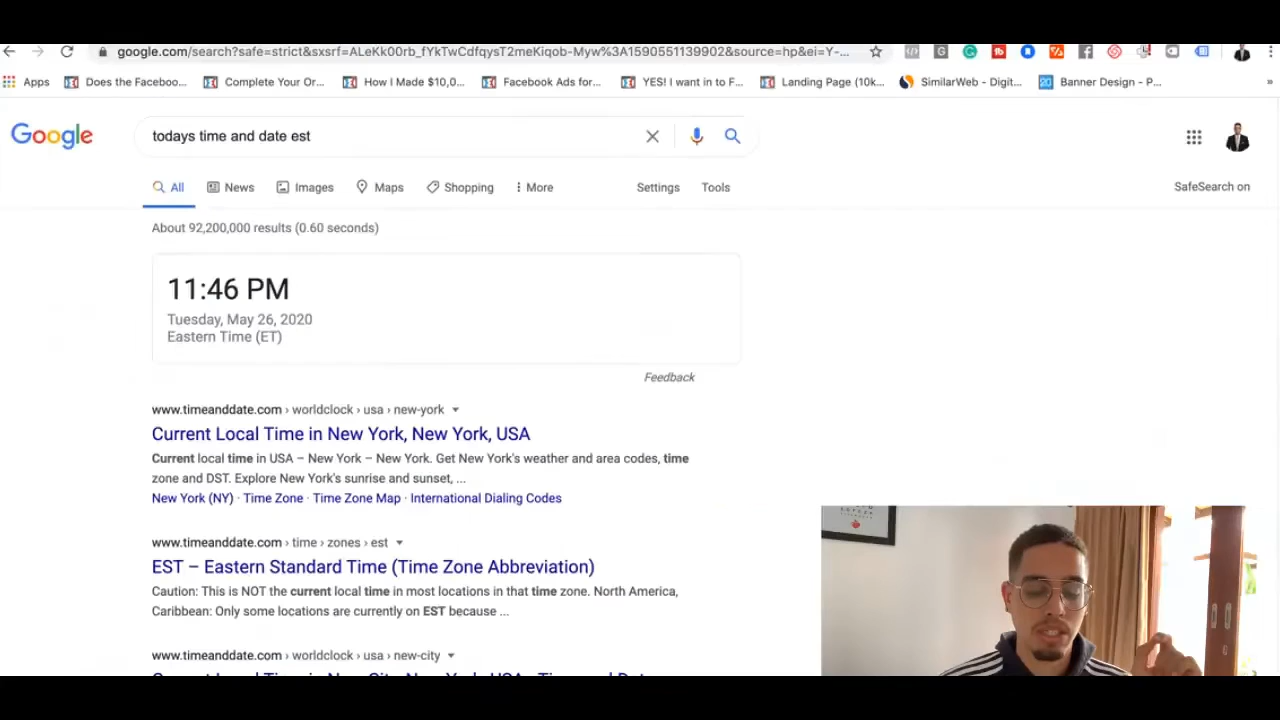 google.com/search?safe=strict&sxsrf=ALeKk00rb_fYkTwCdfqysT2meKiqob-Myw%3A1590551139902&source=hp&ei=Y-...
Apps Does the Faceboo... Complete Your Or... How I Made $10,0... Facebook Ads for... YES! I want in to F... Landing Page (10k... SimilarWeb - Digit... 20 Banner Design - P... »
Google todays time and date est
All News Images Maps Shopping More Settings Tools SafeSearch on
About 92,200,000 results (0.60 seconds)
11:46 PM
Tuesday, May 26, 2020
Eastern Time (ET)
Feedback
www.timeanddate.com › worldclock › usa › new-york
Current Local Time in New York, New York, USA
Current local time in USA – New York – New York. Get New York's weather and area codes, time
zone and DST. Explore New York's sunrise and sunset, ...
New York (NY) · Time Zone · Time Zone Map · International Dialing Codes
www.timeanddate.com › time › zones › est
EST – Eastern Standard Time (Time Zone Abbreviation)
Caution: This is NOT the current local time in most locations in that time zone. North America,
Caribbean: Only some locations are currently on EST because ...
www.timeanddate.com › worldclock › usa › new-city